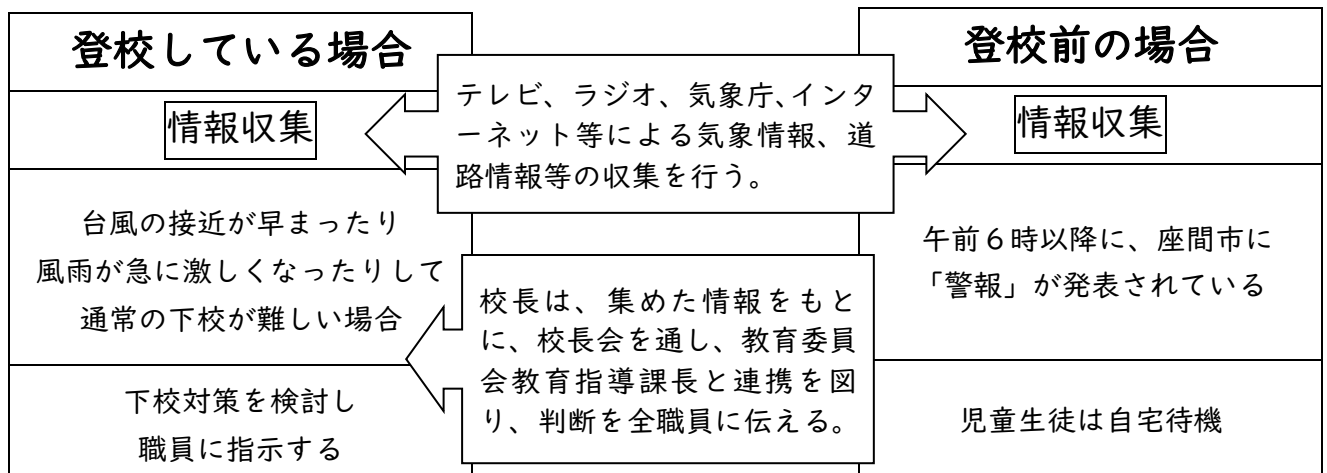 登校している場合
情報収集
台風の接近が早まったり
風雨が急に激しくなったりして
通常の下校が難しい場合
下校対策を検討し
職員に指示する
テレビ、ラジオ、気象庁、インタ
ーネット等による気象情報、道
路情報等の収集を行う。
校長は、集めた情報をもと
に、校長会を通し、教育委員
会教育指導課長と連携を図
り、判断を全職員に伝える。
登校前の場合
情報収集
午前６時以降に、座間市に
「警報」が発表されている
児童生徒は自宅待機